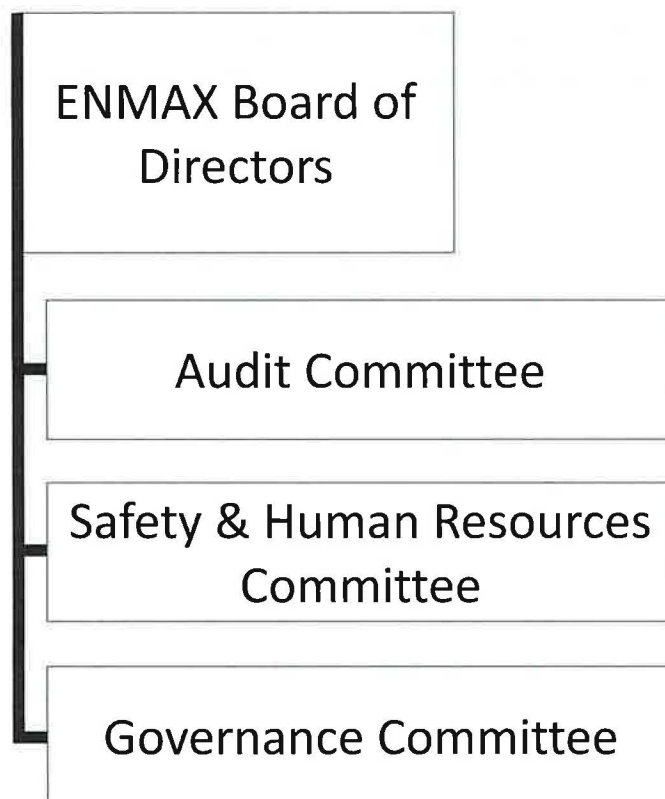 ENMAX Board of
Directors
Audit Committee
Safety & Human Resources
Committee
Governance Committee